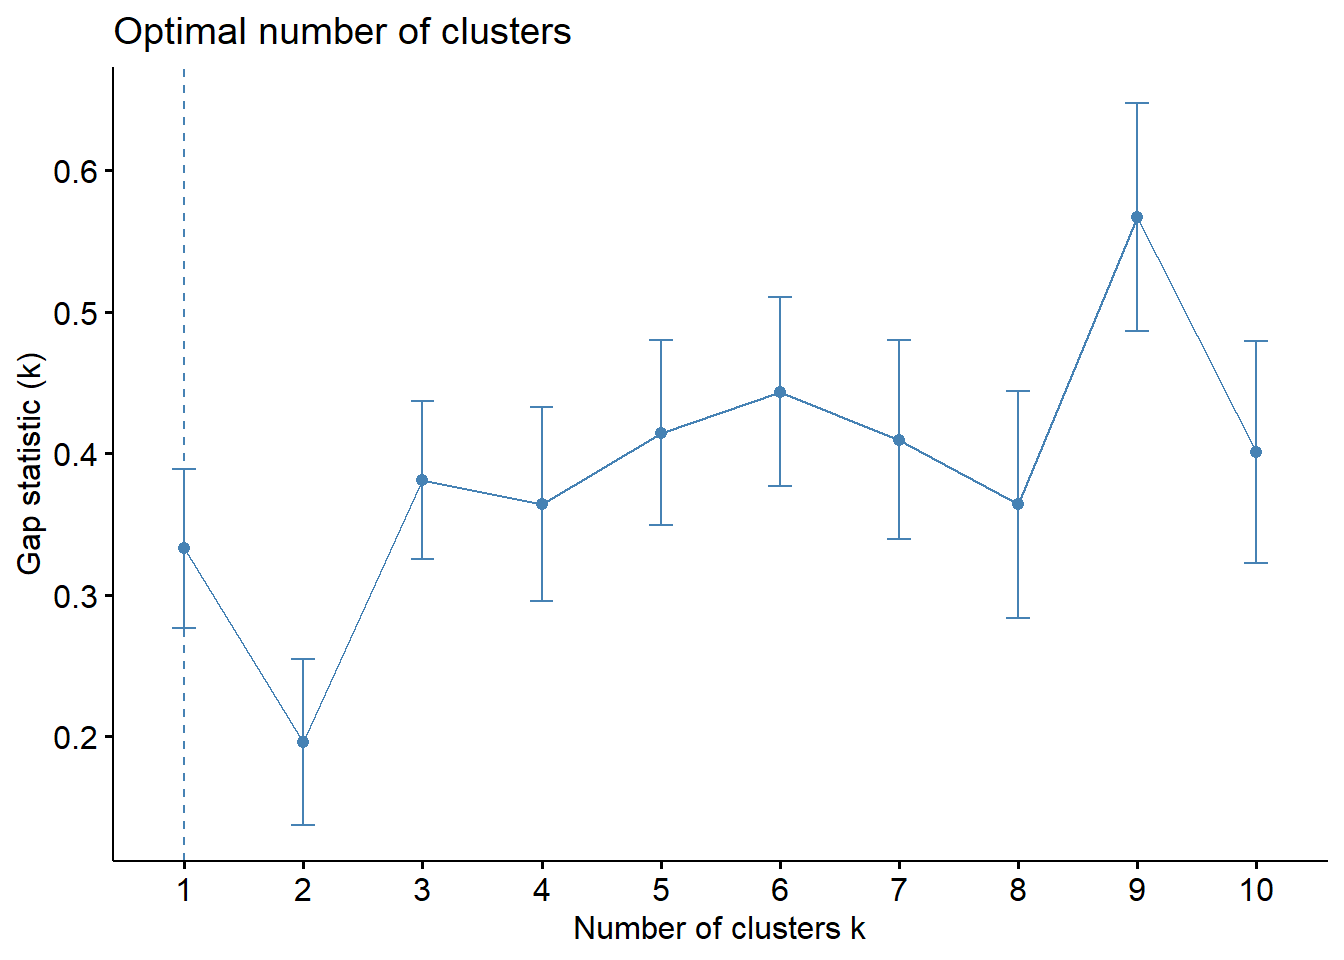 Optimal number of clusters
Gap statistic (k)
0.6
0.5
0.4
0.3
0.2
1 2 3 4 5 6 7 8 9 10
Number of clusters k